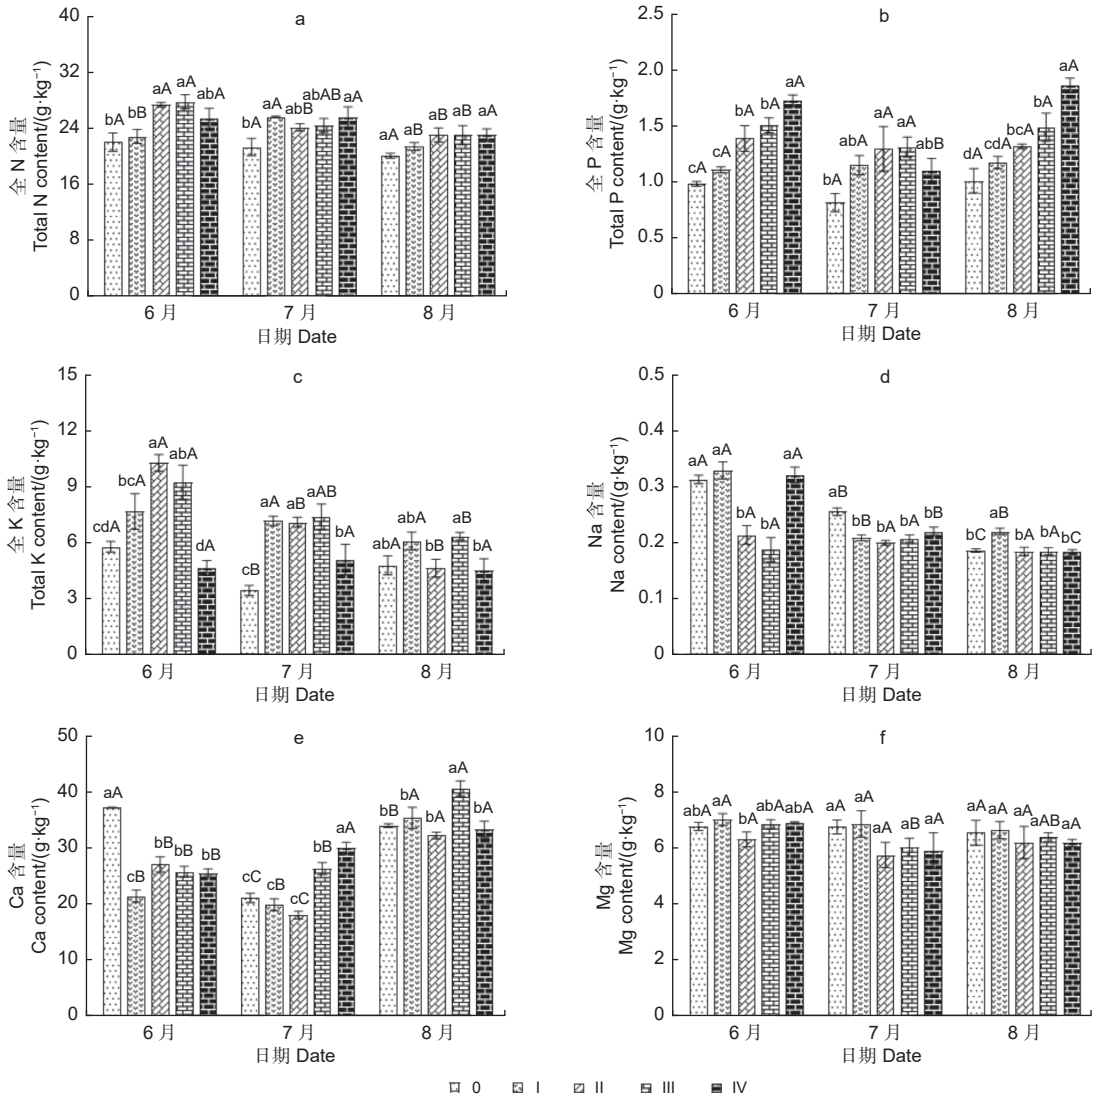 a
全 N 含量
Total N content/(g·kg⁻¹)
40
32
24
16
8
0
bA bB aA aA abA
bA aA abB abAB aA
aA aB aB aB aA
6 月 7 月 8 月
日期 Date
b
全 P 含量
Total P content/(g·kg⁻¹)
2.5
2.0
1.5
1.0
0.5
0
cA cA bA bA aA
bA abA aA aA abB
dA cdA bcA bA aA
6 月 7 月 8 月
日期 Date
c
全 K 含量
Total K content/(g·kg⁻¹)
15
12
9
6
3
0
cdA bcA aA abA dA
cB aA aB aAB bA
abA abA bB aB bA
6 月 7 月 8 月
日期 Date
d
Na 含量
Na content/(g·kg⁻¹)
0.5
0.4
0.3
0.2
0.1
0
aA aA bA bA aA
aB bB bA bA bB
bC aB bA bA bC
6 月 7 月 8 月
日期 Date
e
Ca 含量
Ca content/(g·kg⁻¹)
50
40
30
20
10
0
aA cB bB bB bB
cC cB cC bB aA
bB bA bA aA bA
6 月 7 月 8 月
日期 Date
f
Mg 含量
Mg content/(g·kg⁻¹)
10
8
6
4
2
0
abA aA bA abA abA
aA aA aA aB aA
aA aA aA aAB aA
6 月 7 月 8 月
日期 Date
0 I II III IV